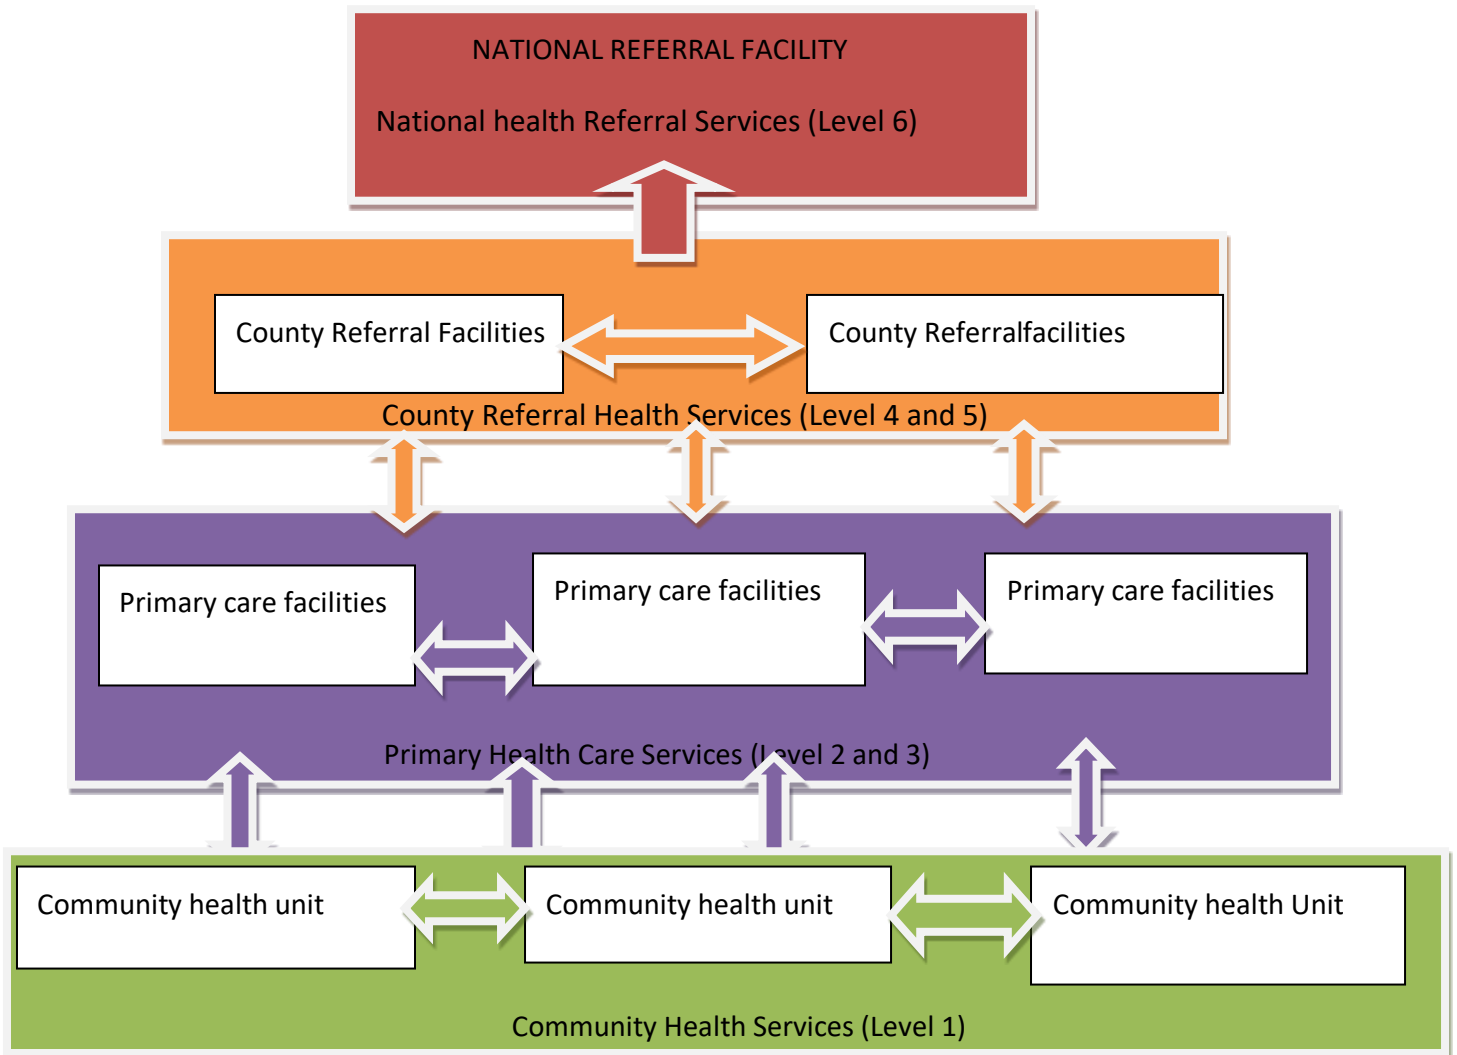 NATIONAL REFERRAL FACILITY
National health Referral Services (Level 6)
County Referral Facilities
County Referralfacilities
County Referral Health Services (Level 4 and 5)
Primary care facilities
Primary care facilities
Primary care facilities
Primary Health Care Services (Level 2 and 3)
Community health unit
Community health unit
Community health Unit
Community Health Services (Level 1)